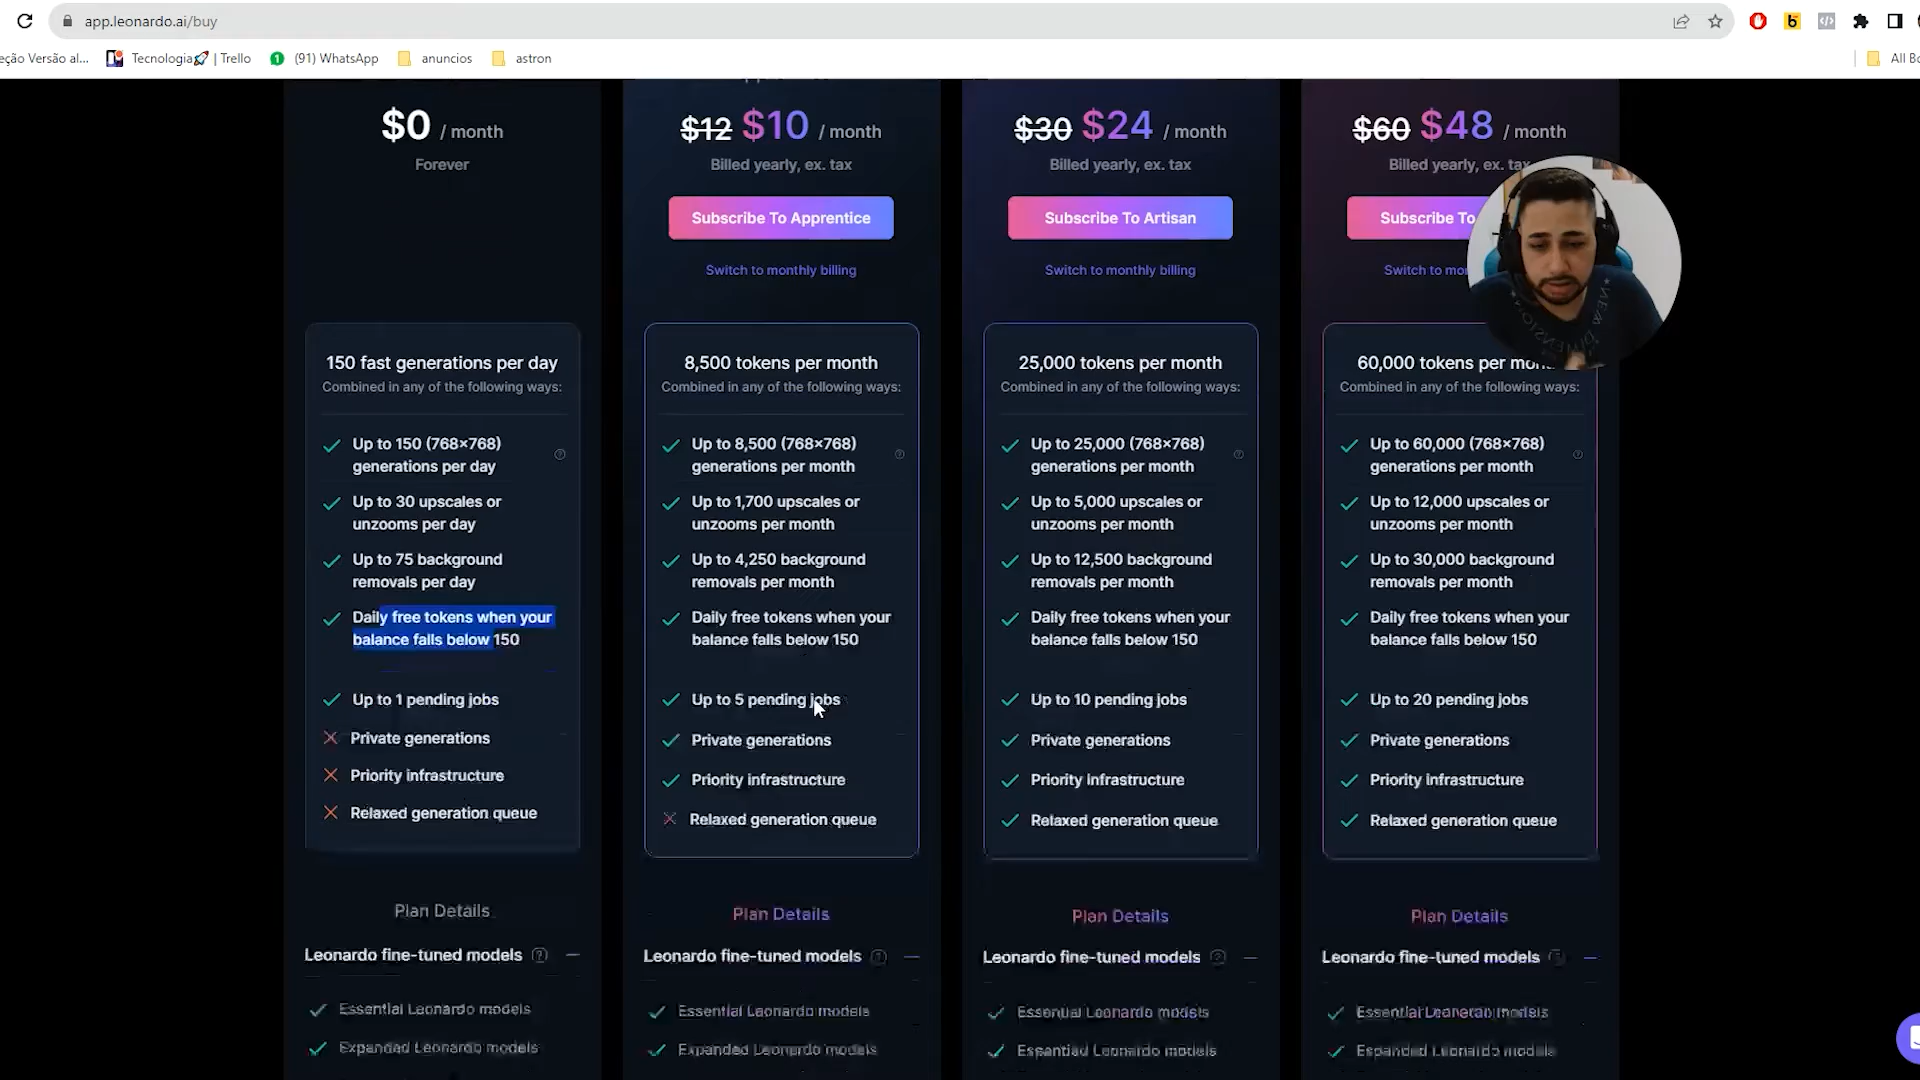 app.leonardo.ai/buy
eção Versão al...
Tecnologia🚀 | Trello
(91) WhatsApp
anuncios
astron
$0 / month
Forever
150 fast generations per day
Combined in any of the following ways:
Up to 150 (768×768)
generations per day
Up to 30 upscales or
unzooms per day
Up to 75 background
removals per day
Daily free tokens when your
balance falls below 150
Up to 1 pending jobs
Private generations
Priority infrastructure
Relaxed generation queue
Plan Details
Leonardo fine-tuned models
Essential Leonardo models
Expanded Leonardo models
$12 $10 / month
Billed yearly, ex. tax
Subscribe To Apprentice
Switch to monthly billing
8,500 tokens per month
Combined in any of the following ways:
Up to 8,500 (768×768)
generations per month
Up to 1,700 upscales or
unzooms per month
Up to 4,250 background
removals per month
Daily free tokens when your
balance falls below 150
Up to 5 pending jobs
Private generations
Priority infrastructure
Relaxed generation queue
Plan Details
Leonardo fine-tuned models
Essential Leonardo models
Expanded Leonardo models
$30 $24 / month
Billed yearly, ex. tax
Subscribe To Artisan
Switch to monthly billing
25,000 tokens per month
Combined in any of the following ways:
Up to 25,000 (768×768)
generations per month
Up to 5,000 upscales or
unzooms per month
Up to 12,500 background
removals per month
Daily free tokens when your
balance falls below 150
Up to 10 pending jobs
Private generations
Priority infrastructure
Relaxed generation queue
Plan Details
Leonardo fine-tuned models
Essential Leonardo models
Expanded Leonardo models
$60 $48 / month
Billed yearly, ex. tax
Subscribe To
Switch to
60,000 tokens per
Combined in any of the following ways:
Up to 60,000 (768×768)
generations per month
Up to 12,000 upscales or
unzooms per month
Up to 30,000 background
removals per month
Daily free tokens when your
balance falls below 150
Up to 20 pending jobs
Private generations
Priority infrastructure
Relaxed generation queue
Plan Details
Leonardo fine-tuned models
Essential Leonardo models
Expanded Leonardo models